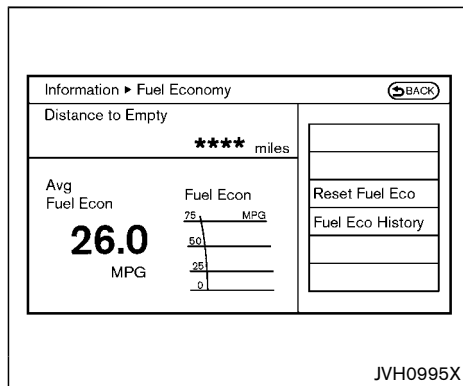 Information ▶ Fuel Economy
BACK
Distance to Empty
**** miles
Avg
Fuel Econ
26.0
MPG
Fuel Econ
75 MPG
50
25
0
Reset Fuel Eco
Fuel Eco History
JVH0995X